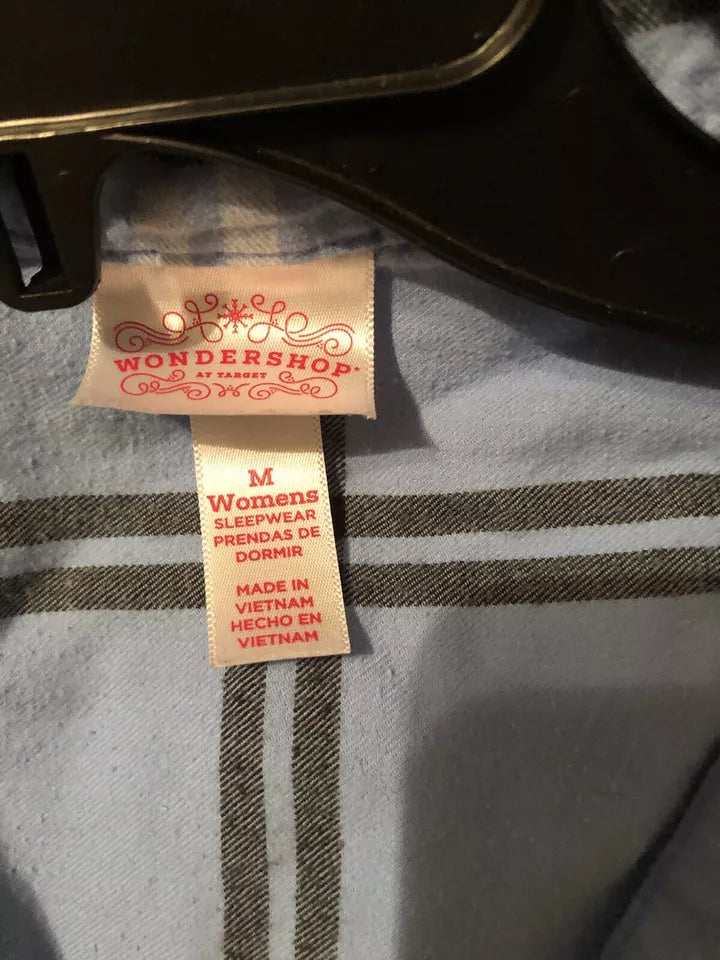 WONDERSHOP
AT TARGET
M
Womens
SLEEPWEAR
PRENDAS DE
DORMIR
MADE IN
VIETNAM
HECHO EN
VIETNAM